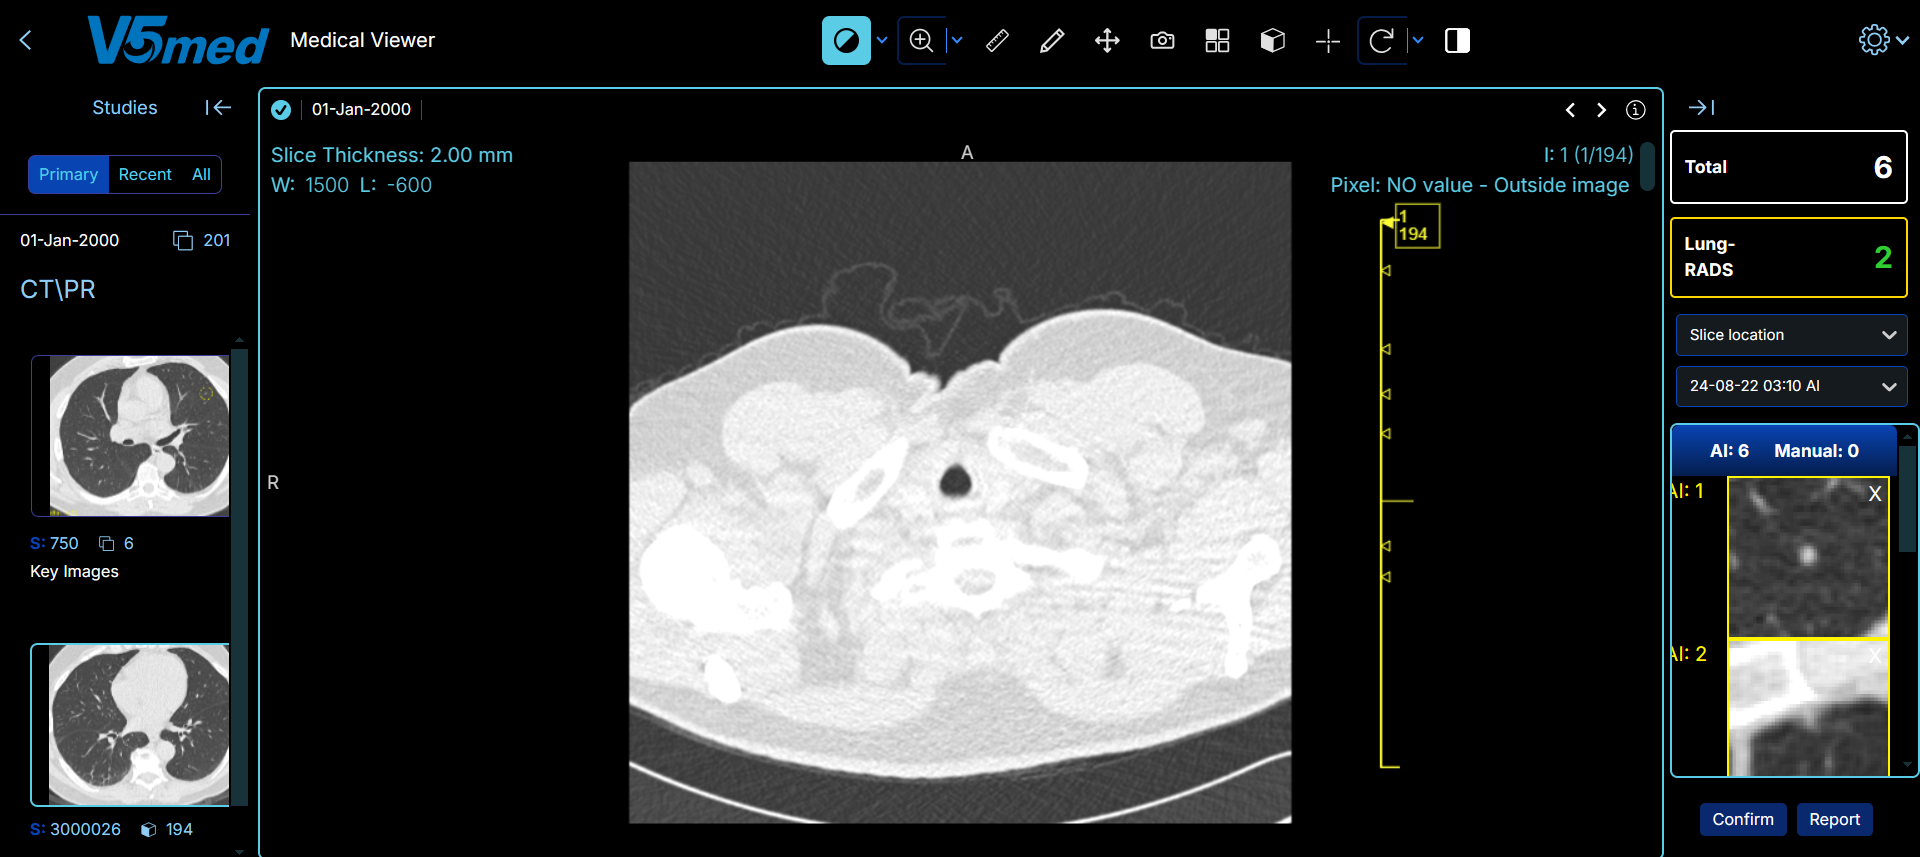 V5med
Medical Viewer
Studies
Primary
Recent
All
01-Jan-2000
201
CT\PR
S: 750
6
Key Images
S: 3000026
194
01-Jan-2000
Slice Thickness: 2.00 mm
W: 1500 L: -600
A
R
I: 1 (1/194)
Pixel: NO value - Outside image
1
194
Total
6
Lung-
RADS
2
Slice location
24-08-22 03:10 AI
AI: 6
Manual: 0
AI: 1
X
AI: 2
X
Confirm
Report